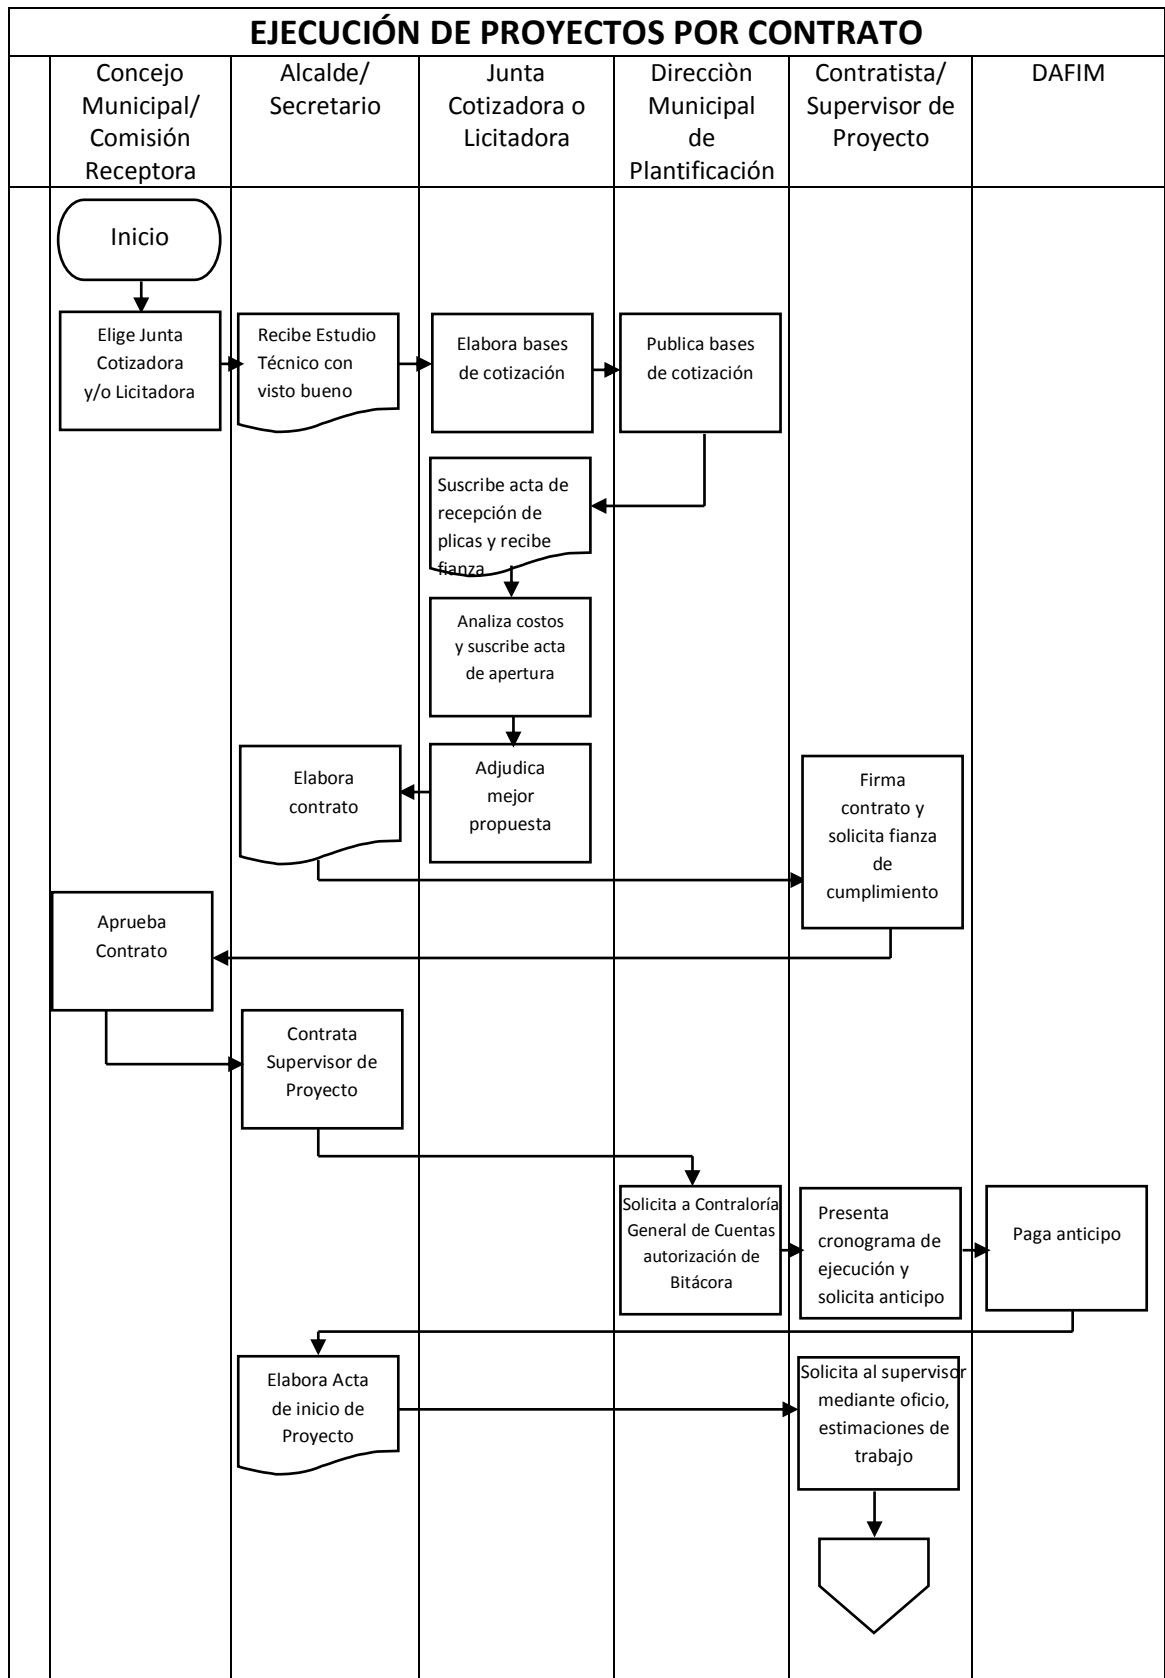 EJECUCIÓN DE PROYECTOS POR CONTRATO
Concejo
Municipal/
Comisión
Receptora
Alcalde/
Secretario
Junta
Cotizadora o
Licitadora
Direcciòn
Municipal
de
Plantificación
Contratista/
Supervisor de
Proyecto
DAFIM
Inicio
Elige Junta
Cotizadora
y/o Licitadora
Recibe Estudio
Técnico con
visto bueno
Elabora bases
de cotización
Publica bases
de cotización
Suscribe acta de
recepción de
plicas y recibe
fianza
Analiza costos
y suscribe acta
de apertura
Adjudica
mejor
propuesta
Elabora
contrato
Firma
contrato y
solicita fianza
de
cumplimiento
Aprueba
Contrato
Contrata
Supervisor de
Proyecto
Solicita a Contraloría
General de Cuentas
autorización de
Bitácora
Presenta
cronograma de
ejecución y
solicita anticipo
Paga anticipo
Elabora Acta
de inicio de
Proyecto
Solicita al supervisor
mediante oficio,
estimaciones de
trabajo